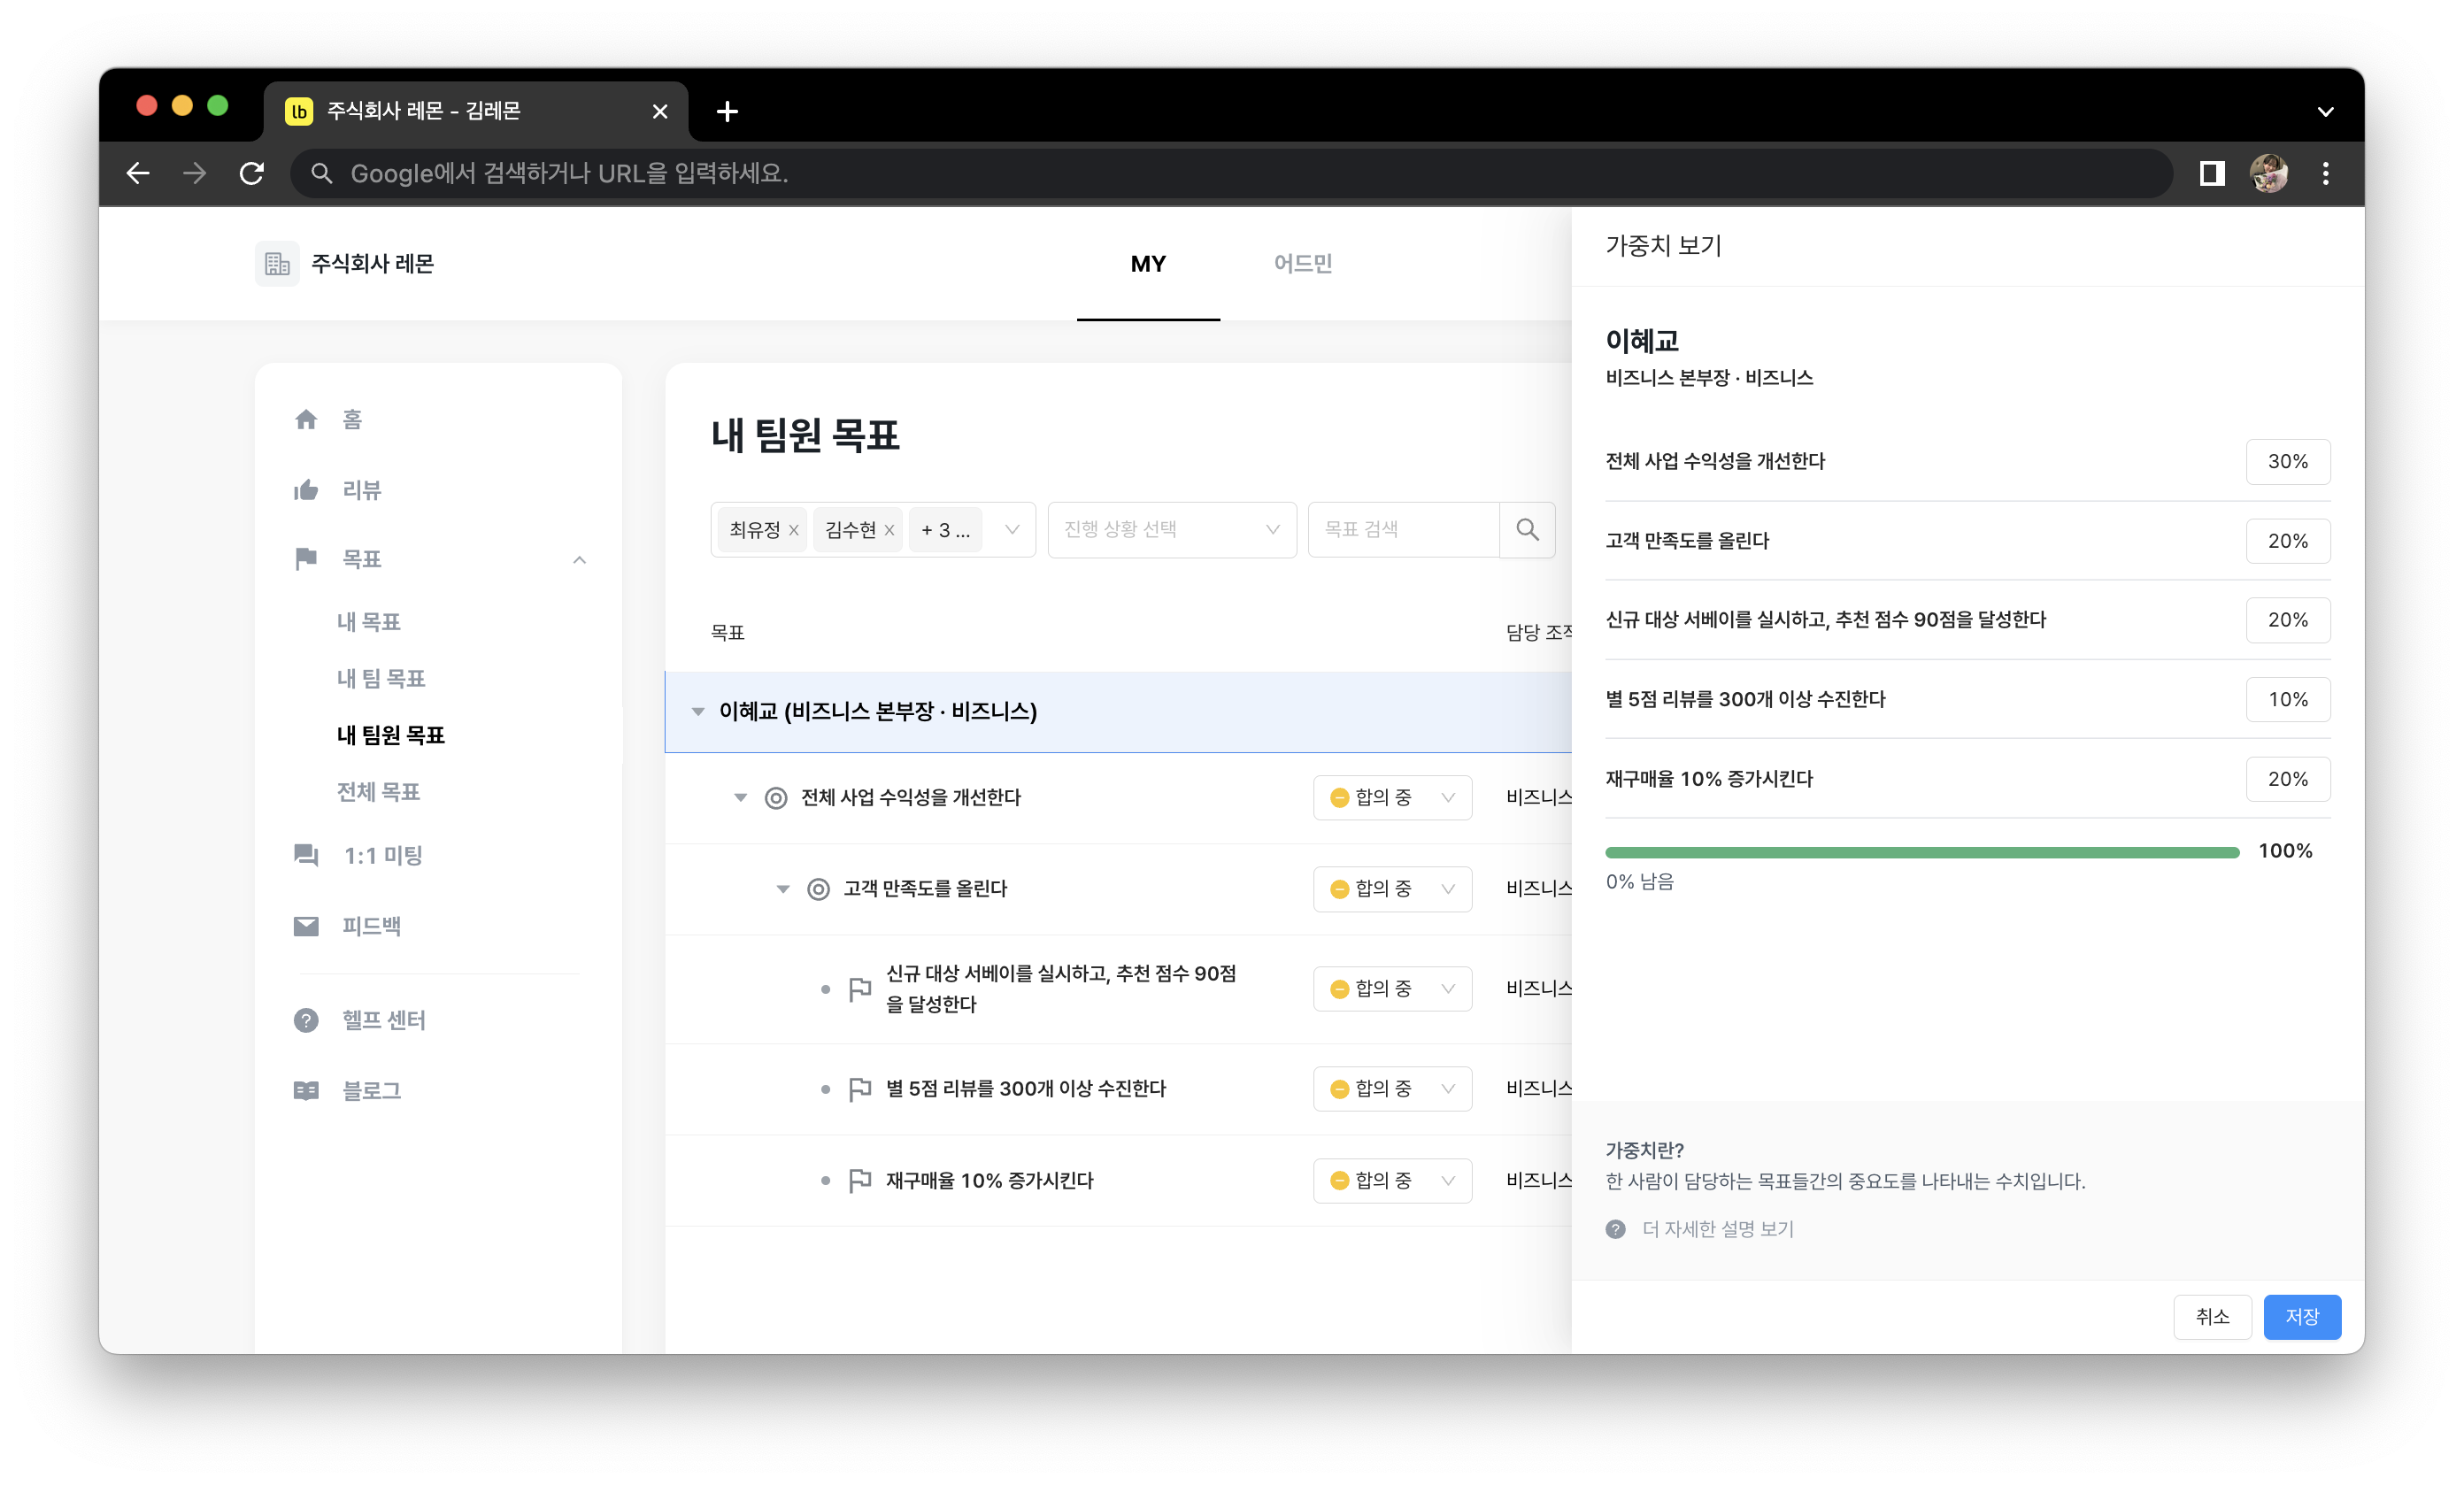 lb 주식회사 레몬 - 김레몬
Google에서 검색하거나 URL을 입력하세요.
주식회사 레몬
MY
어드민
홈
리뷰
목표
내 목표
내 팀 목표
내 팀원 목표
전체 목표
1:1 미팅
피드백
헬프 센터
블로그
내 팀원 목표
최유정 × 김수현 × + 3 ...
진행 상황 선택
목표 검색
목표 담당 조직
이혜교 (비즈니스 본부장 · 비즈니스)
전체 사업 수익성을 개선한다 합의 중 비즈니스
고객 만족도를 올린다 합의 중 비즈니스
신규 대상 서베이를 실시하고, 추천 점수 90점
을 달성한다 합의 중 비즈니스
별 5점 리뷰를 300개 이상 수진한다 합의 중 비즈니스
재구매율 10% 증가시킨다 합의 중 비즈니스
가중치 보기
이혜교
비즈니스 본부장 · 비즈니스
전체 사업 수익성을 개선한다 30%
고객 만족도를 올린다 20%
신규 대상 서베이를 실시하고, 추천 점수 90점을 달성한다 20%
별 5점 리뷰를 300개 이상 수진한다 10%
재구매율 10% 증가시킨다 20%
100%
0% 남음
가중치란?
한 사람이 담당하는 목표들간의 중요도를 나타내는 수치입니다.
더 자세한 설명 보기
취소 저장